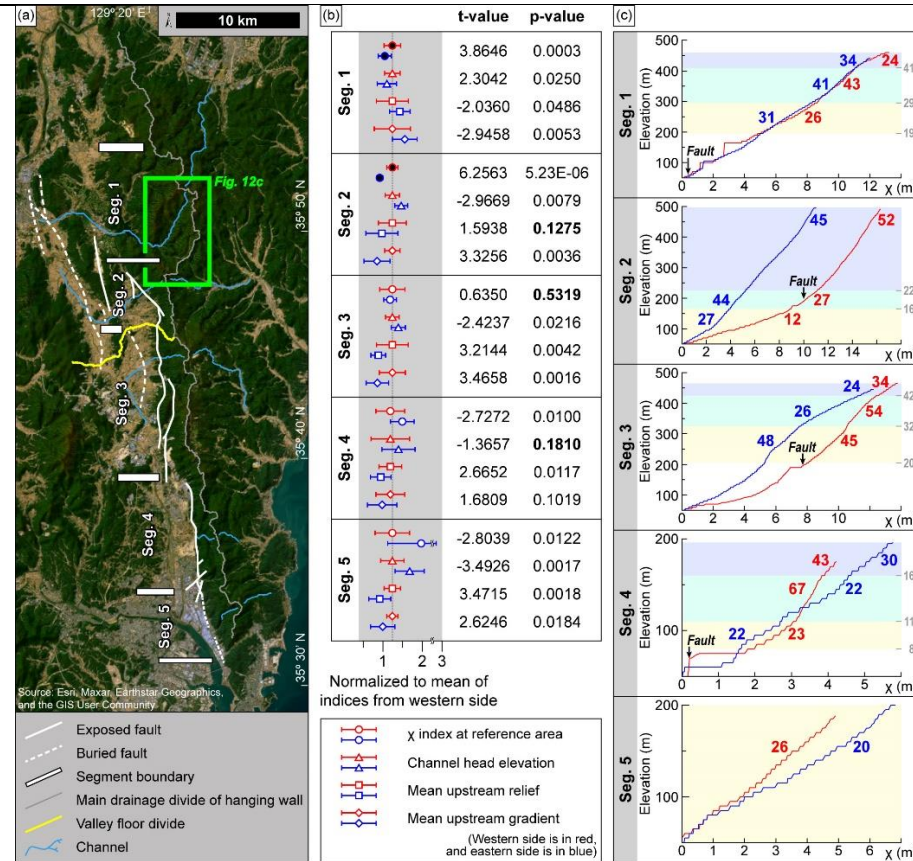 (a)
129°20' E
10 km
Fig. 12c
35° 50' N
35° 40' N
35° 30' N
Seg. 1
Seg. 2
Seg. 3
Seg. 4
Seg. 5
Source: Esri, Maxar, Earthstar Geographics,
and the GIS User Community
Exposed fault
Buried fault
Segment boundary
Main drainage divide of hanging wall
Valley floor divide
Channel
(b)
t-value p-value
Seg. 1
3.8646 0.0003
2.3042 0.0250
-2.0360 0.0486
-2.9458 0.0053
Seg. 2
6.2563 5.23E-06
-2.9669 0.0079
1.5938 0.1275
3.3256 0.0036
Seg. 3
0.6350 0.5319
-2.4237 0.0216
3.2144 0.0042
3.4658 0.0016
Seg. 4
-2.7272 0.0100
-1.3657 0.1810
2.6652 0.0117
1.6809 0.1019
Seg. 5
-2.8039 0.0122
-3.4926 0.0017
3.4715 0.0018
2.6246 0.0184
1 2 3
Normalized to mean of
indices from western side
χ index at reference area
Channel head elevation
Mean upstream relief
Mean upstream gradient
(Western side is in red,
and eastern side is in blue)
(c)
Seg. 1
Elevation (m)
500
400
300
200
100
34 24
41 43
31 26
Fault
41
29
19
0 2 4 6 8 10 12 χ (m
Seg. 2
Elevation (m)
500
400
300
200
100
45 52
44 27
27 12
Fault
22
16
0 2 4 6 8 10 12 14 16 χ (m
Seg. 3
Elevation (m)
500
400
300
200
100
24 34
26 54
48 45
Fault
42
32
20
0 2 4 6 8 10 χ (m
Seg. 4
Elevation (m)
200
100
43 30
67 22
22 23
Fault
16
11
8
0 1 2 3 4 5 6 χ (m
Seg. 5
Elevation (m)
200
100
26 20
0 1 2 3 4 5 6 χ (m